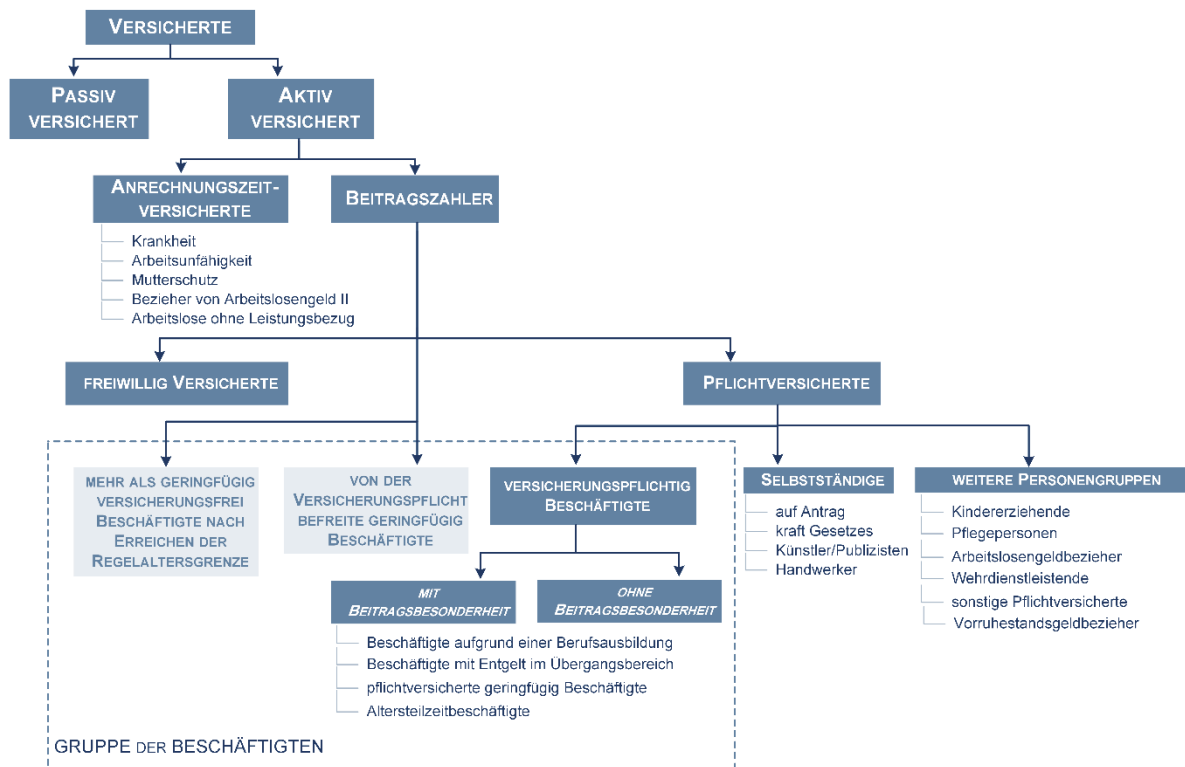 VERSICHERTE
PASSIV
VERSICHERT
AKTIV
VERSICHERT
ANRECHNUNGSZEIT-
VERSICHERTE
BEITRAGSZAHLER
Krankheit
Arbeitsunfähigkeit
Mutterschutz
Bezieher von Arbeitslosengeld II
Arbeitslose ohne Leistungsbezug
FREIWILLIG VERSICHERTE
PFLICHTVERSICHERTE
MEHR ALS GERINGFÜGIG
VERSICHERUNGSFREI
BESCHÄFTIGTE NACH
ERREICHEN DER
REGELALTERSGRENZE
VON DER
VERSICHERUNGSPFLICHT
BEFREITE GERINGFÜGIG
BESCHÄFTIGTE
VERSICHERUNGSPFLICHTIG
BESCHÄFTIGTE
SELBSTSTÄNDIGE
auf Antrag
kraft Gesetzes
Künstler/Publizisten
Handwerker
WEITERE PERSONENGRUPPEN
Kindererziehende
Pflegepersonen
Arbeitslosengeldbezieher
Wehrdienstleistende
sonstige Pflichtversicherte
Vorruhestandsgeldbezieher
MIT
BEITRAGSBESONDERHEIT
OHNE
BEITRAGSBESONDERHEIT
Beschäftigte aufgrund einer Berufsausbildung
Beschäftigte mit Entgelt im Übergangsbereich
pflichtversicherte geringfügig Beschäftigte
Altersteilzeitbeschäftigte
GRUPPE DER BESCHÄFTIGTEN